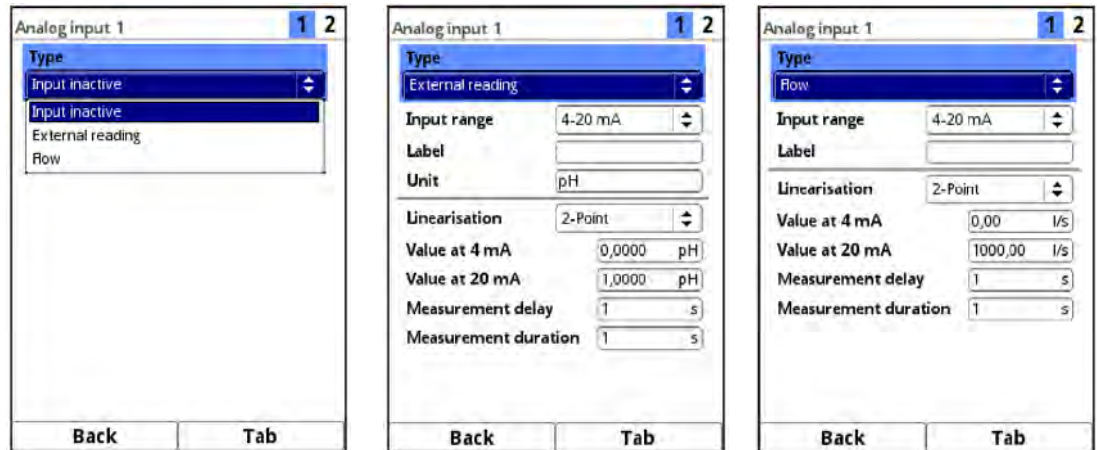 Analog input 1 1 2
Type
Input inactive
Input inactive
External reading
Flow
Back Tab
Analog input 1 1 2
Type
External reading
Input range 4-20 mA
Label
Unit pH
Linearisation 2-Point
Value at 4 mA 0,0000 pH
Value at 20 mA 1,0000 pH
Measurement delay 1 s
Measurement duration 1 s
Back Tab
Analog input 1 1 2
Type
Flow
Input range 4-20 mA
Label
Linearisation 2-Point
Value at 4 mA 0,00 l/s
Value at 20 mA 1000,00 l/s
Measurement delay 1 s
Measurement duration 1 s
Back Tab